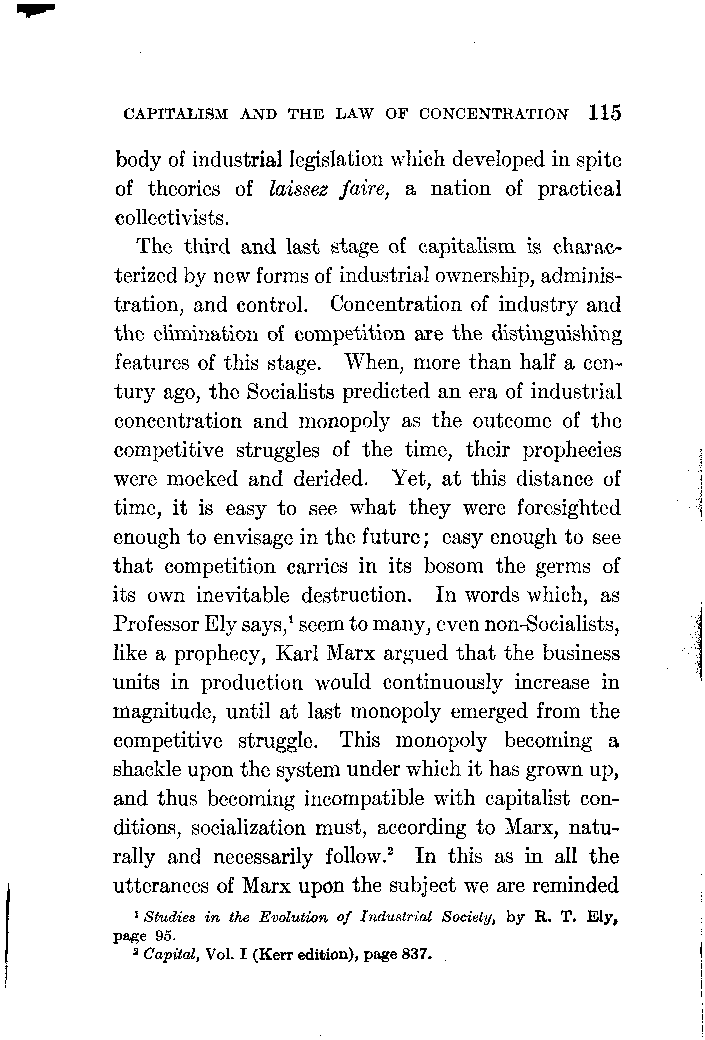 CAPITALISM AND THE LAW OF CONCENTRATION 115
body of industrial legislation which developed in spite
of theories of laissez faire, a nation of practical
collectivists.
The third and last stage of capitalism is charac-
terized by new forms of industrial ownership, adminis-
tration, and control. Concentration of industry and
the elimination of competition are the distinguishing
features of this stage. When, more than half a cen-
tury ago, the Socialists predicted an era of industrial
concentration and monopoly as the outcome of the
competitive struggles of the time, their prophecies
were mocked and derided. Yet, at this distance of
time, it is easy to see what they were foresighted
enough to envisage in the future; easy enough to see
that competition carries in its bosom the germs of
its own inevitable destruction. In words which, as
Professor Ely says,¹ seem to many, even non-Socialists,
like a prophecy, Karl Marx argued that the business
units in production would continuously increase in
magnitude, until at last monopoly emerged from the
competitive struggle. This monopoly becoming a
shackle upon the system under which it has grown up,
and thus becoming incompatible with capitalist con-
ditions, socialization must, according to Marx, natu-
rally and necessarily follow.² In this as in all the
utterances of Marx upon the subject we are reminded
¹ Studies in the Evolution of Industrial Society, by R. T. Ely,
page 95.
² Capital, Vol. I (Kerr edition), page 837.